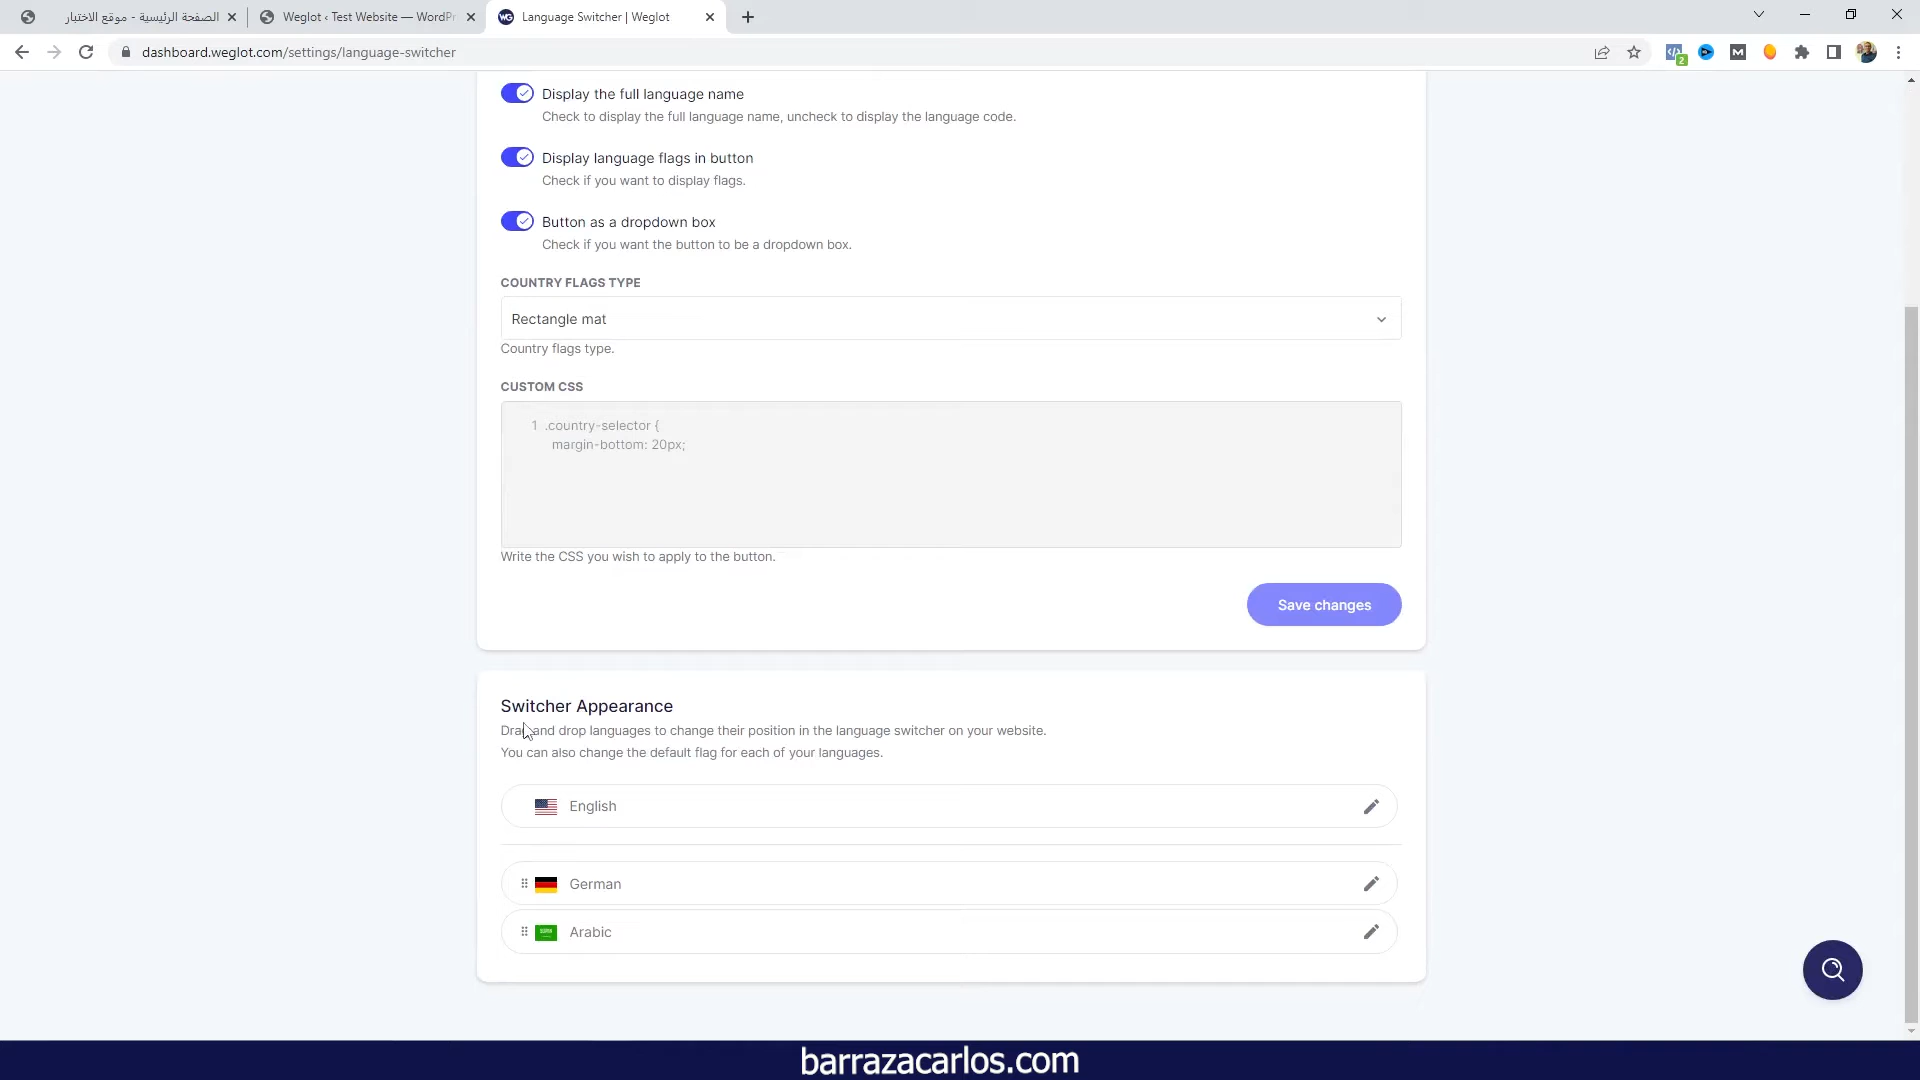 الصفحة الرئيسية - موقع الاختبار
Weglot ‹ Test Website — WordPr
WG
Language Switcher | Weglot
dashboard.weglot.com/settings/language-switcher
2
M
Display the full language name
Check to display the full language name, uncheck to display the language code.
Display language flags in button
Check if you want to display flags.
Button as a dropdown box
Check if you want the button to be a dropdown box.
COUNTRY FLAGS TYPE
Rectangle mat
Country flags type.
CUSTOM CSS
1 .country-selector {
margin-bottom: 20px;
Write the CSS you wish to apply to the button.
Save changes
Switcher Appearance
Drag and drop languages to change their position in the language switcher on your website.
You can also change the default flag for each of your languages.
English
German
Arabic
barrazacarlos.com